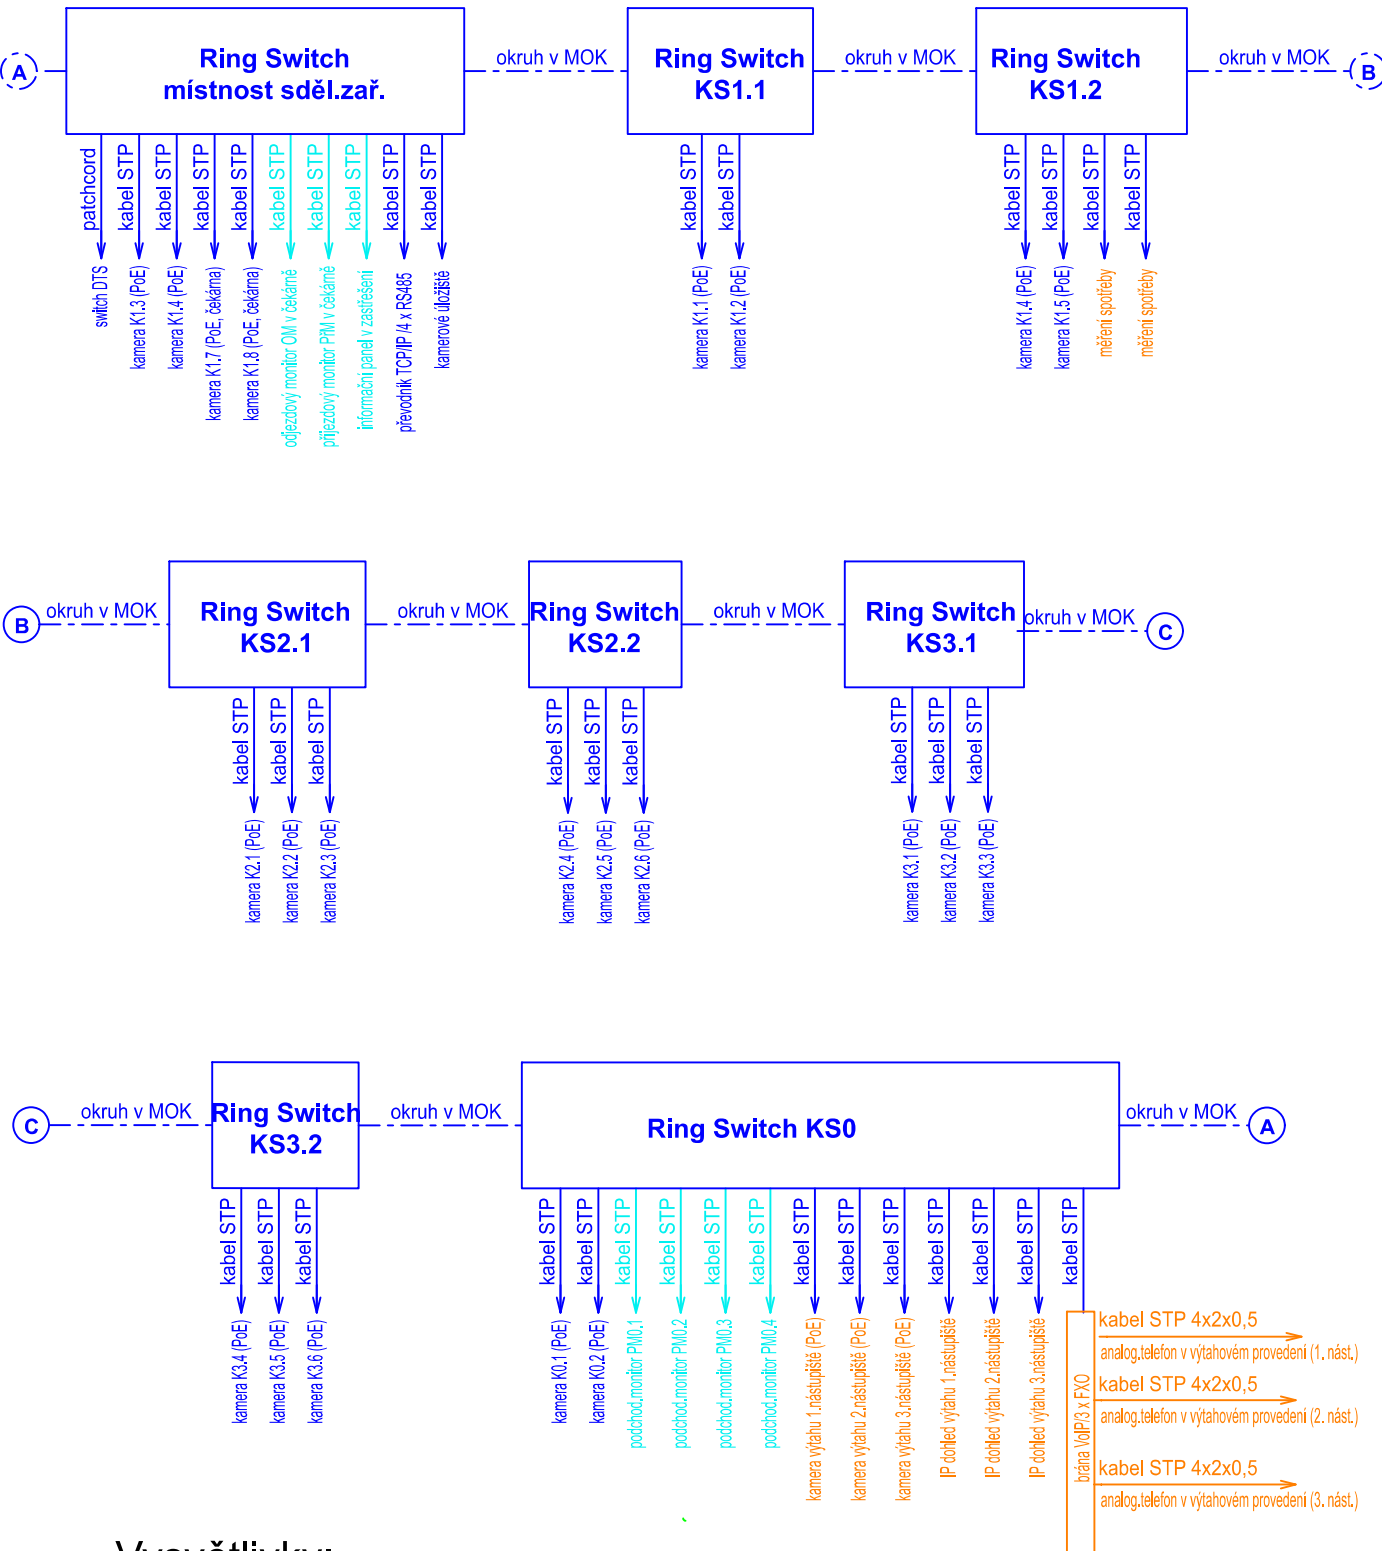 A
Ring Switch
místnost sděl.zař.
okruh v MOK
Ring Switch
KS1.1
okruh v MOK
Ring Switch
KS1.2
okruh v MOK
B
patchcord
kabel STP
kabel STP
kabel STP
kabel STP
kabel STP
kabel STP
kabel STP
kabel STP
kabel STP
switch DTS
kamera K1.3 (PoE)
kamera K1.4 (PoE)
kamera K1.7 (PoE, čekárna)
kamera K1.8 (PoE, čekárna)
odjezdový monitor OM v čekárně
příjezdový monitor PřM v čekárně
informační panel v zastřešení
převodník TCP/IP /4 x RS485
kamerové úložiště
kabel STP
kabel STP
kamera K1.1 (PoE)
kamera K1.2 (PoE)
kabel STP
kabel STP
kabel STP
kabel STP
kamera K1.4 (PoE)
kamera K1.5 (PoE)
měření spotřeby
měření spotřeby
B
okruh v MOK
Ring Switch
KS2.1
okruh v MOK
Ring Switch
KS2.2
okruh v MOK
Ring Switch
KS3.1
okruh v MOK
C
kabel STP
kabel STP
kabel STP
kamera K2.1 (PoE)
kamera K2.2 (PoE)
kamera K2.3 (PoE)
kabel STP
kabel STP
kabel STP
kamera K2.4 (PoE)
kamera K2.5 (PoE)
kamera K2.6 (PoE)
kabel STP
kabel STP
kabel STP
kamera K3.1 (PoE)
kamera K3.2 (PoE)
kamera K3.3 (PoE)
C
okruh v MOK
Ring Switch
KS3.2
okruh v MOK
Ring Switch KS0
okruh v MOK
A
kabel STP
kabel STP
kabel STP
kamera K3.4 (PoE)
kamera K3.5 (PoE)
kamera K3.6 (PoE)
kabel STP
kabel STP
kabel STP
kabel STP
kabel STP
kabel STP
kabel STP
kabel STP
kabel STP
kabel STP
kabel STP
kabel STP
kabel STP
kamera K0.1 (PoE)
kamera K0.2 (PoE)
podchod.monitor PM0.1
podchod.monitor PM0.2
podchod.monitor PM0.3
podchod.monitor PM0.4
kamera výtahu 1.nástupiště (PoE)
kamera výtahu 2.nástupiště (PoE)
kamera výtahu 3.nástupiště (PoE)
IP dohled výtahu 1.nástupiště
IP dohled výtahu 2.nástupiště
IP dohled výtahu 3.nástupiště
brána VoIP/3 x FXO
kabel STP 4x2x0,5
analog.telefon v výtahovém provedení (1. nást.)
kabel STP 4x2x0,5
analog.telefon v výtahovém provedení (2. nást.)
kabel STP 4x2x0,5
analog.telefon v výtahovém provedení (3. nást.)
Vysvětlivky: